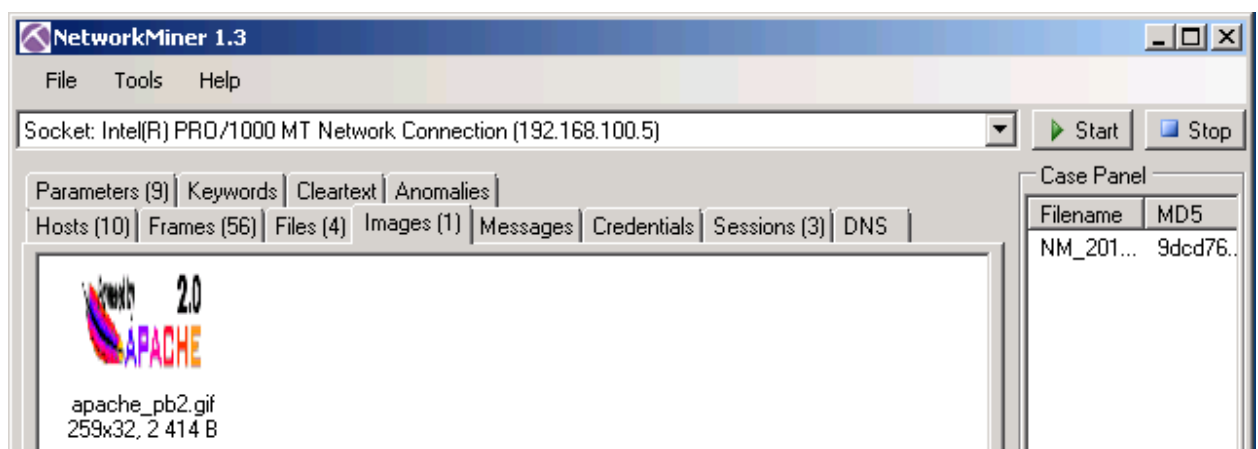 NetworkMiner 1.3
File Tools Help
Socket: Intel(R) PRO/1000 MT Network Connection (192.168.100.5) Start Stop
Parameters (9) Keywords Cleartext Anomalies
Hosts (10) Frames (56) Files (4) Images (1) Messages Credentials Sessions (3) DNS
Case Panel
Filename MD5
NM_201... 9dcd76..
2.0
APACHE
apache_pb2.gif
259x32, 2 414 B